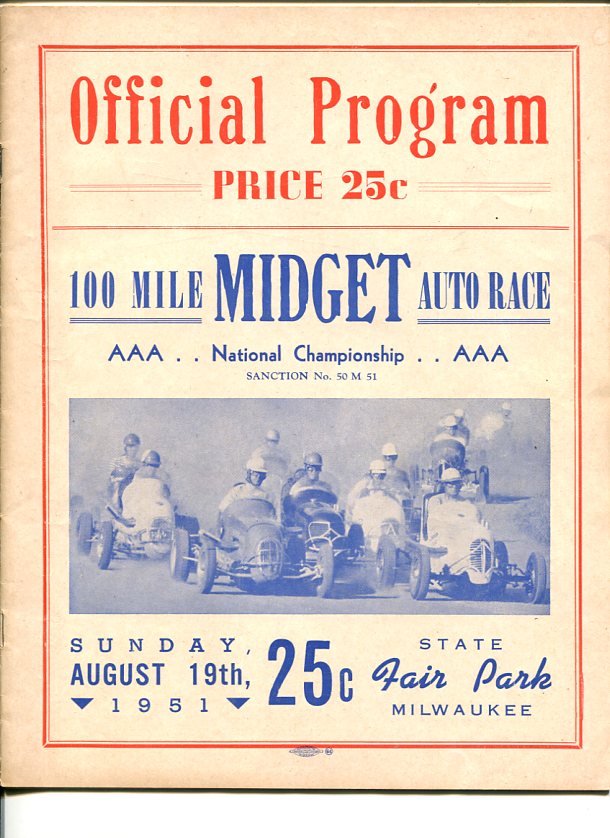 Official Program
PRICE 25c
100 MILE MIDGET AUTO RACE
AAA . . National Championship . . AAA
SANCTION No. 50 M 51
SUNDAY,
AUGUST 19th,
1951
25c
STATE
Fair Park
MILWAUKEE